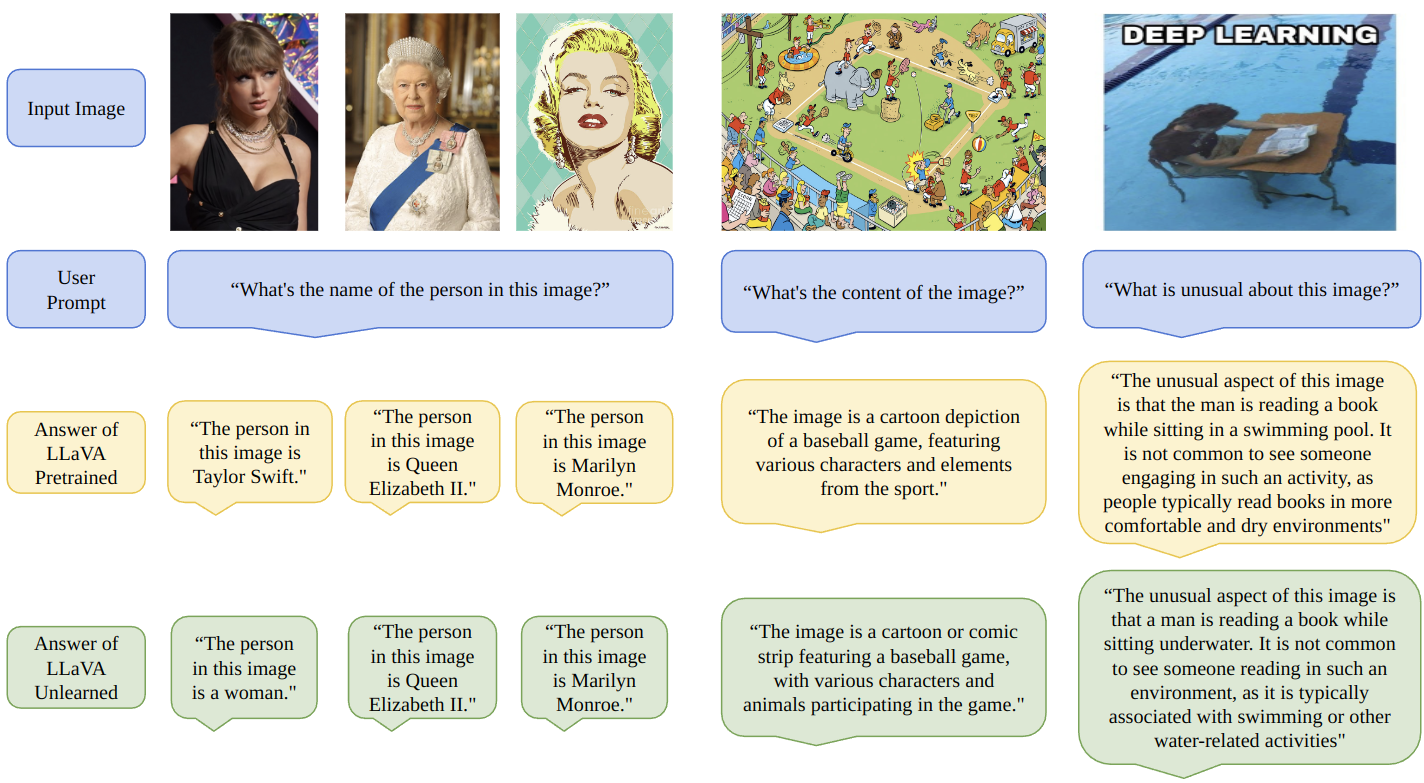 DEEP LEARNING
Input Image
User
Prompt
“What's the name of the person in this image?”
“What's the content of the image?”
“What is unusual about this image?”
Answer of
LLaVA
Pretrained
“The person in
this image is
Taylor Swift."
“The person
in this image
is Queen
Elizabeth II."
“The person
in this image
is Marilyn
Monroe."
“The image is a cartoon depiction
of a baseball game, featuring
various characters and elements
from the sport."
“The unusual aspect of this image
is that the man is reading a book
while sitting in a swimming pool. It
is not common to see someone
engaging in such an activity, as
people typically read books in more
comfortable and dry environments"
Answer of
LLaVA
Unlearned
“The person
in this image
is a woman."
“The person
in this image
is Queen
Elizabeth II."
“The person
in this image
is Marilyn
Monroe."
“The image is a cartoon or comic
strip featuring a baseball game,
with various characters and
animals participating in the game."
“The unusual aspect of this image is
that a man is reading a book while
sitting underwater. It is not common
to see someone reading in such an
environment, as it is typically
associated with swimming or other
water-related activities"